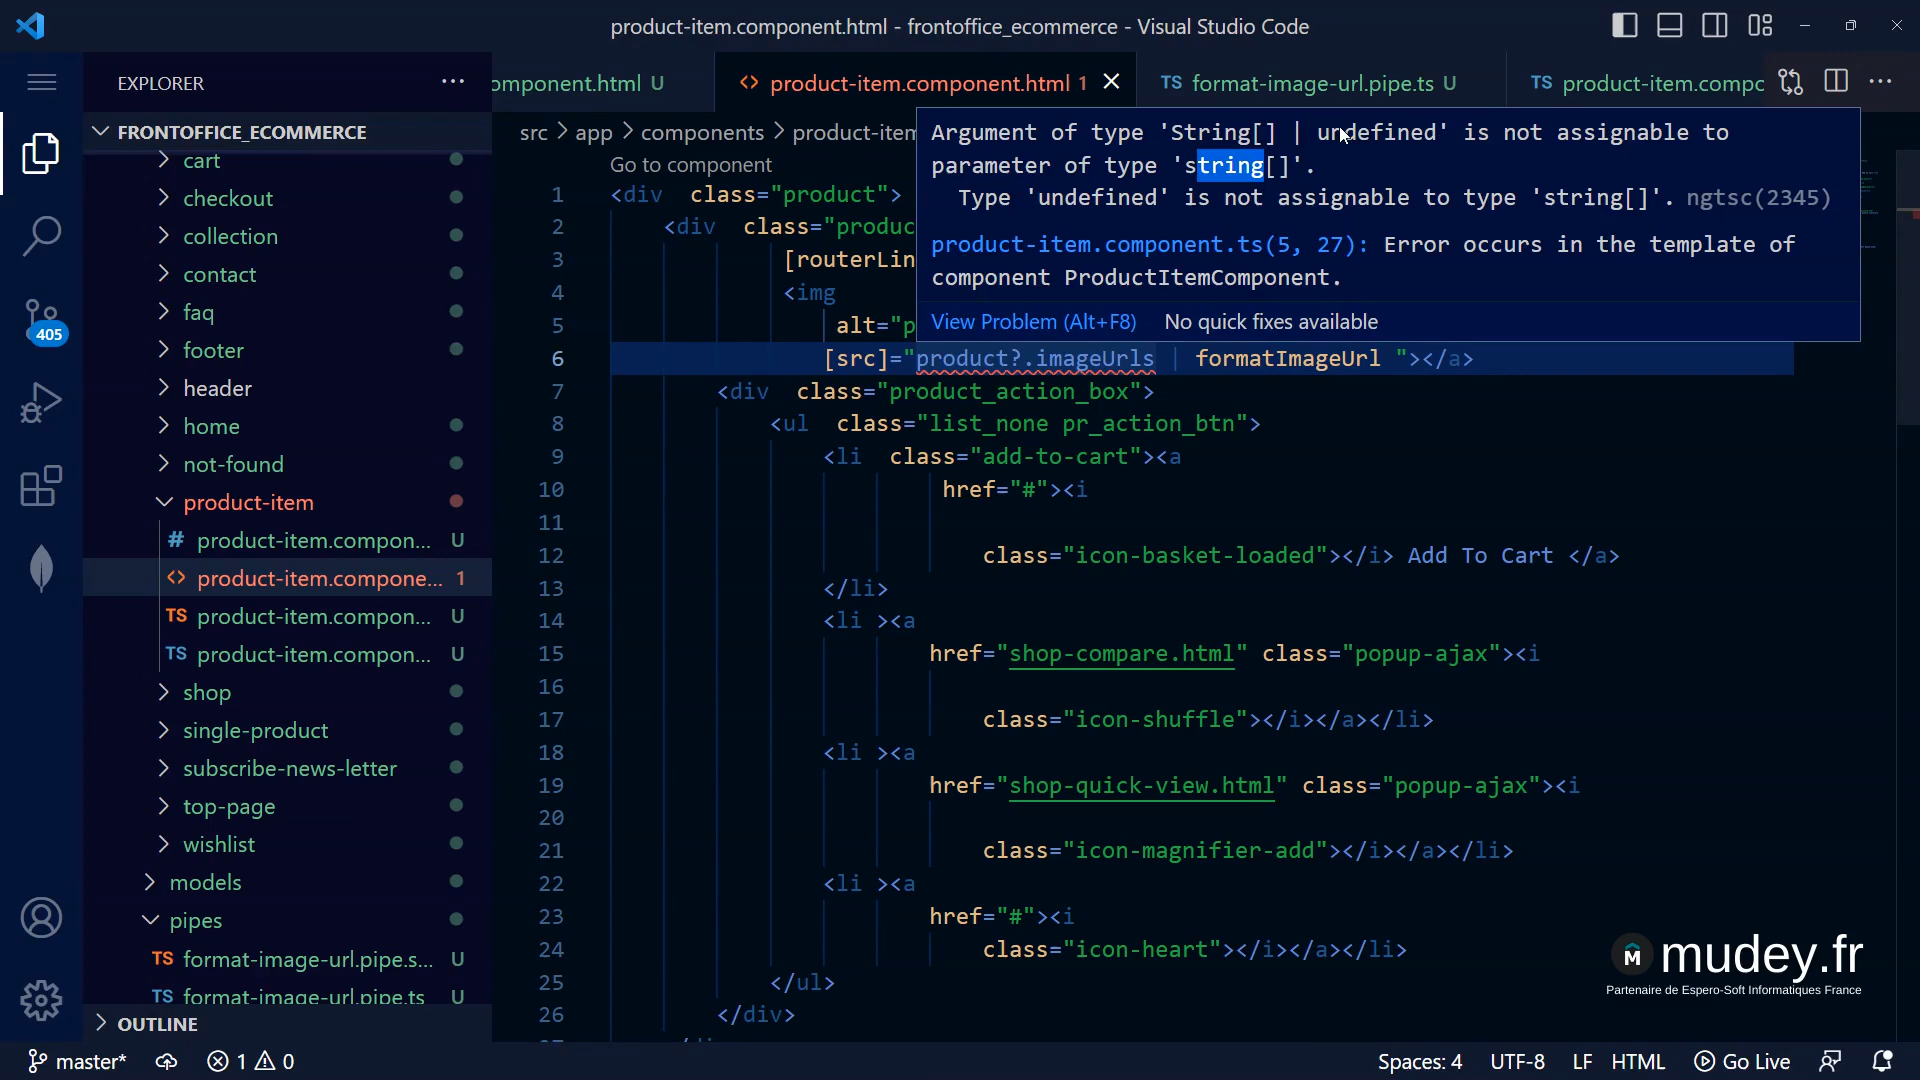 product-item.component.html - frontoffice_ecommerce - Visual Studio Code
EXPLORER
omponent.html U
<> product-item.component.html 1
TS format-image-url.pipe.ts U
TS product-item.compo
FRONTOFFICE_ECOMMERCE
cart
checkout
collection
contact
faq
footer
header
home
not-found
product-item
# product-item.compon... U
<> product-item.compone... 1
TS product-item.compon... U
TS product-item.compon... U
shop
single-product
subscribe-news-letter
top-page
wishlist
models
pipes
TS format-image-url.pipe.s... U
TS format-image-url.pipe.ts U
OUTLINE
405
src > app > components > product-item
Argument of type 'String[] | undefined' is not assignable to
parameter of type 'string[]'.
Type 'undefined' is not assignable to type 'string[]'. ngtsc(2345)
product-item.component.ts(5, 27): Error occurs in the template of
component ProductItemComponent.
View Problem (Alt+F8) No quick fixes available
Go to component
1 <div class="product">
2 <div class="produc
3 [routerLin
4 <img
5 alt="p
6 [src]="product?.imageUrls | formatImageUrl "></a>
7 <div class="product_action_box">
8 <ul class="list_none pr_action_btn">
9 <li class="add-to-cart"><a
10 href="#"><i
11
12 class="icon-basket-loaded"></i> Add To Cart </a>
13 </li>
14 <li ><a
15 href="shop-compare.html" class="popup-ajax"><i
16
17 class="icon-shuffle"></i></a></li>
18 <li ><a
19 href="shop-quick-view.html" class="popup-ajax"><i
20
21 class="icon-magnifier-add"></i></a></li>
22 <li ><a
23 href="#"><i
24 class="icon-heart"></i></a></li>
25 </ul>
26 </div>
M mudey.fr
Partenaire de Espero-Soft Informatiques France
master* 1 0
Spaces: 4 UTF-8 LF HTML Go Live